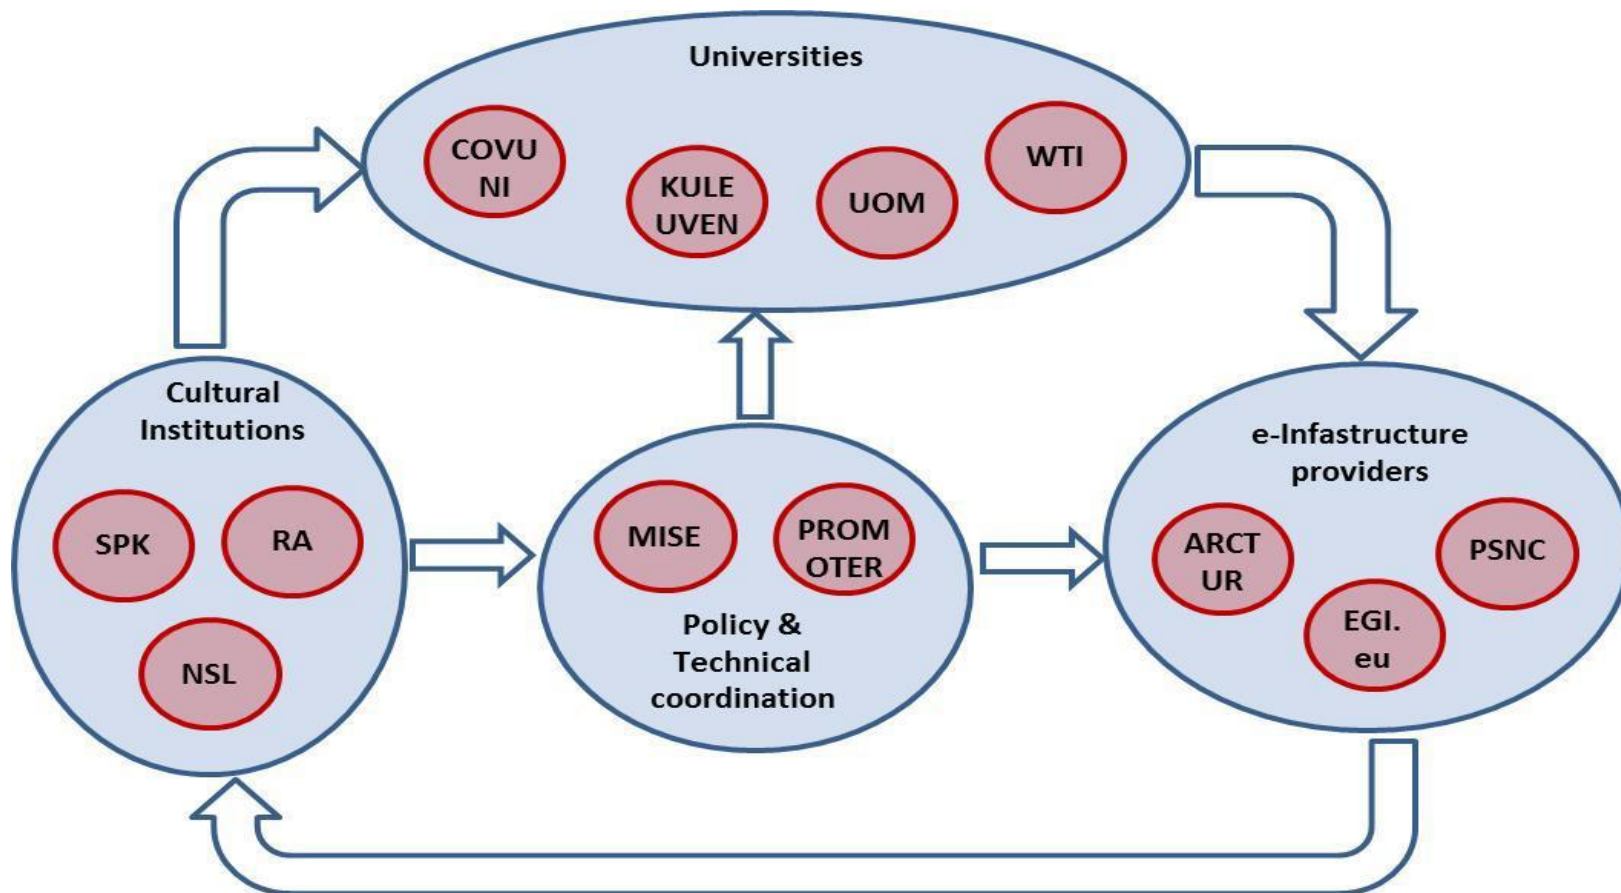 Universities
COVU
NI
KULE
UVEN
UOM
WTI
Cultural
Institutions
SPK
RA
NSL
MISE
PROM
OTER
Policy &
Technical
coordination
e-Infastructure
providers
ARCT
UR
PSNC
EGI.
eu